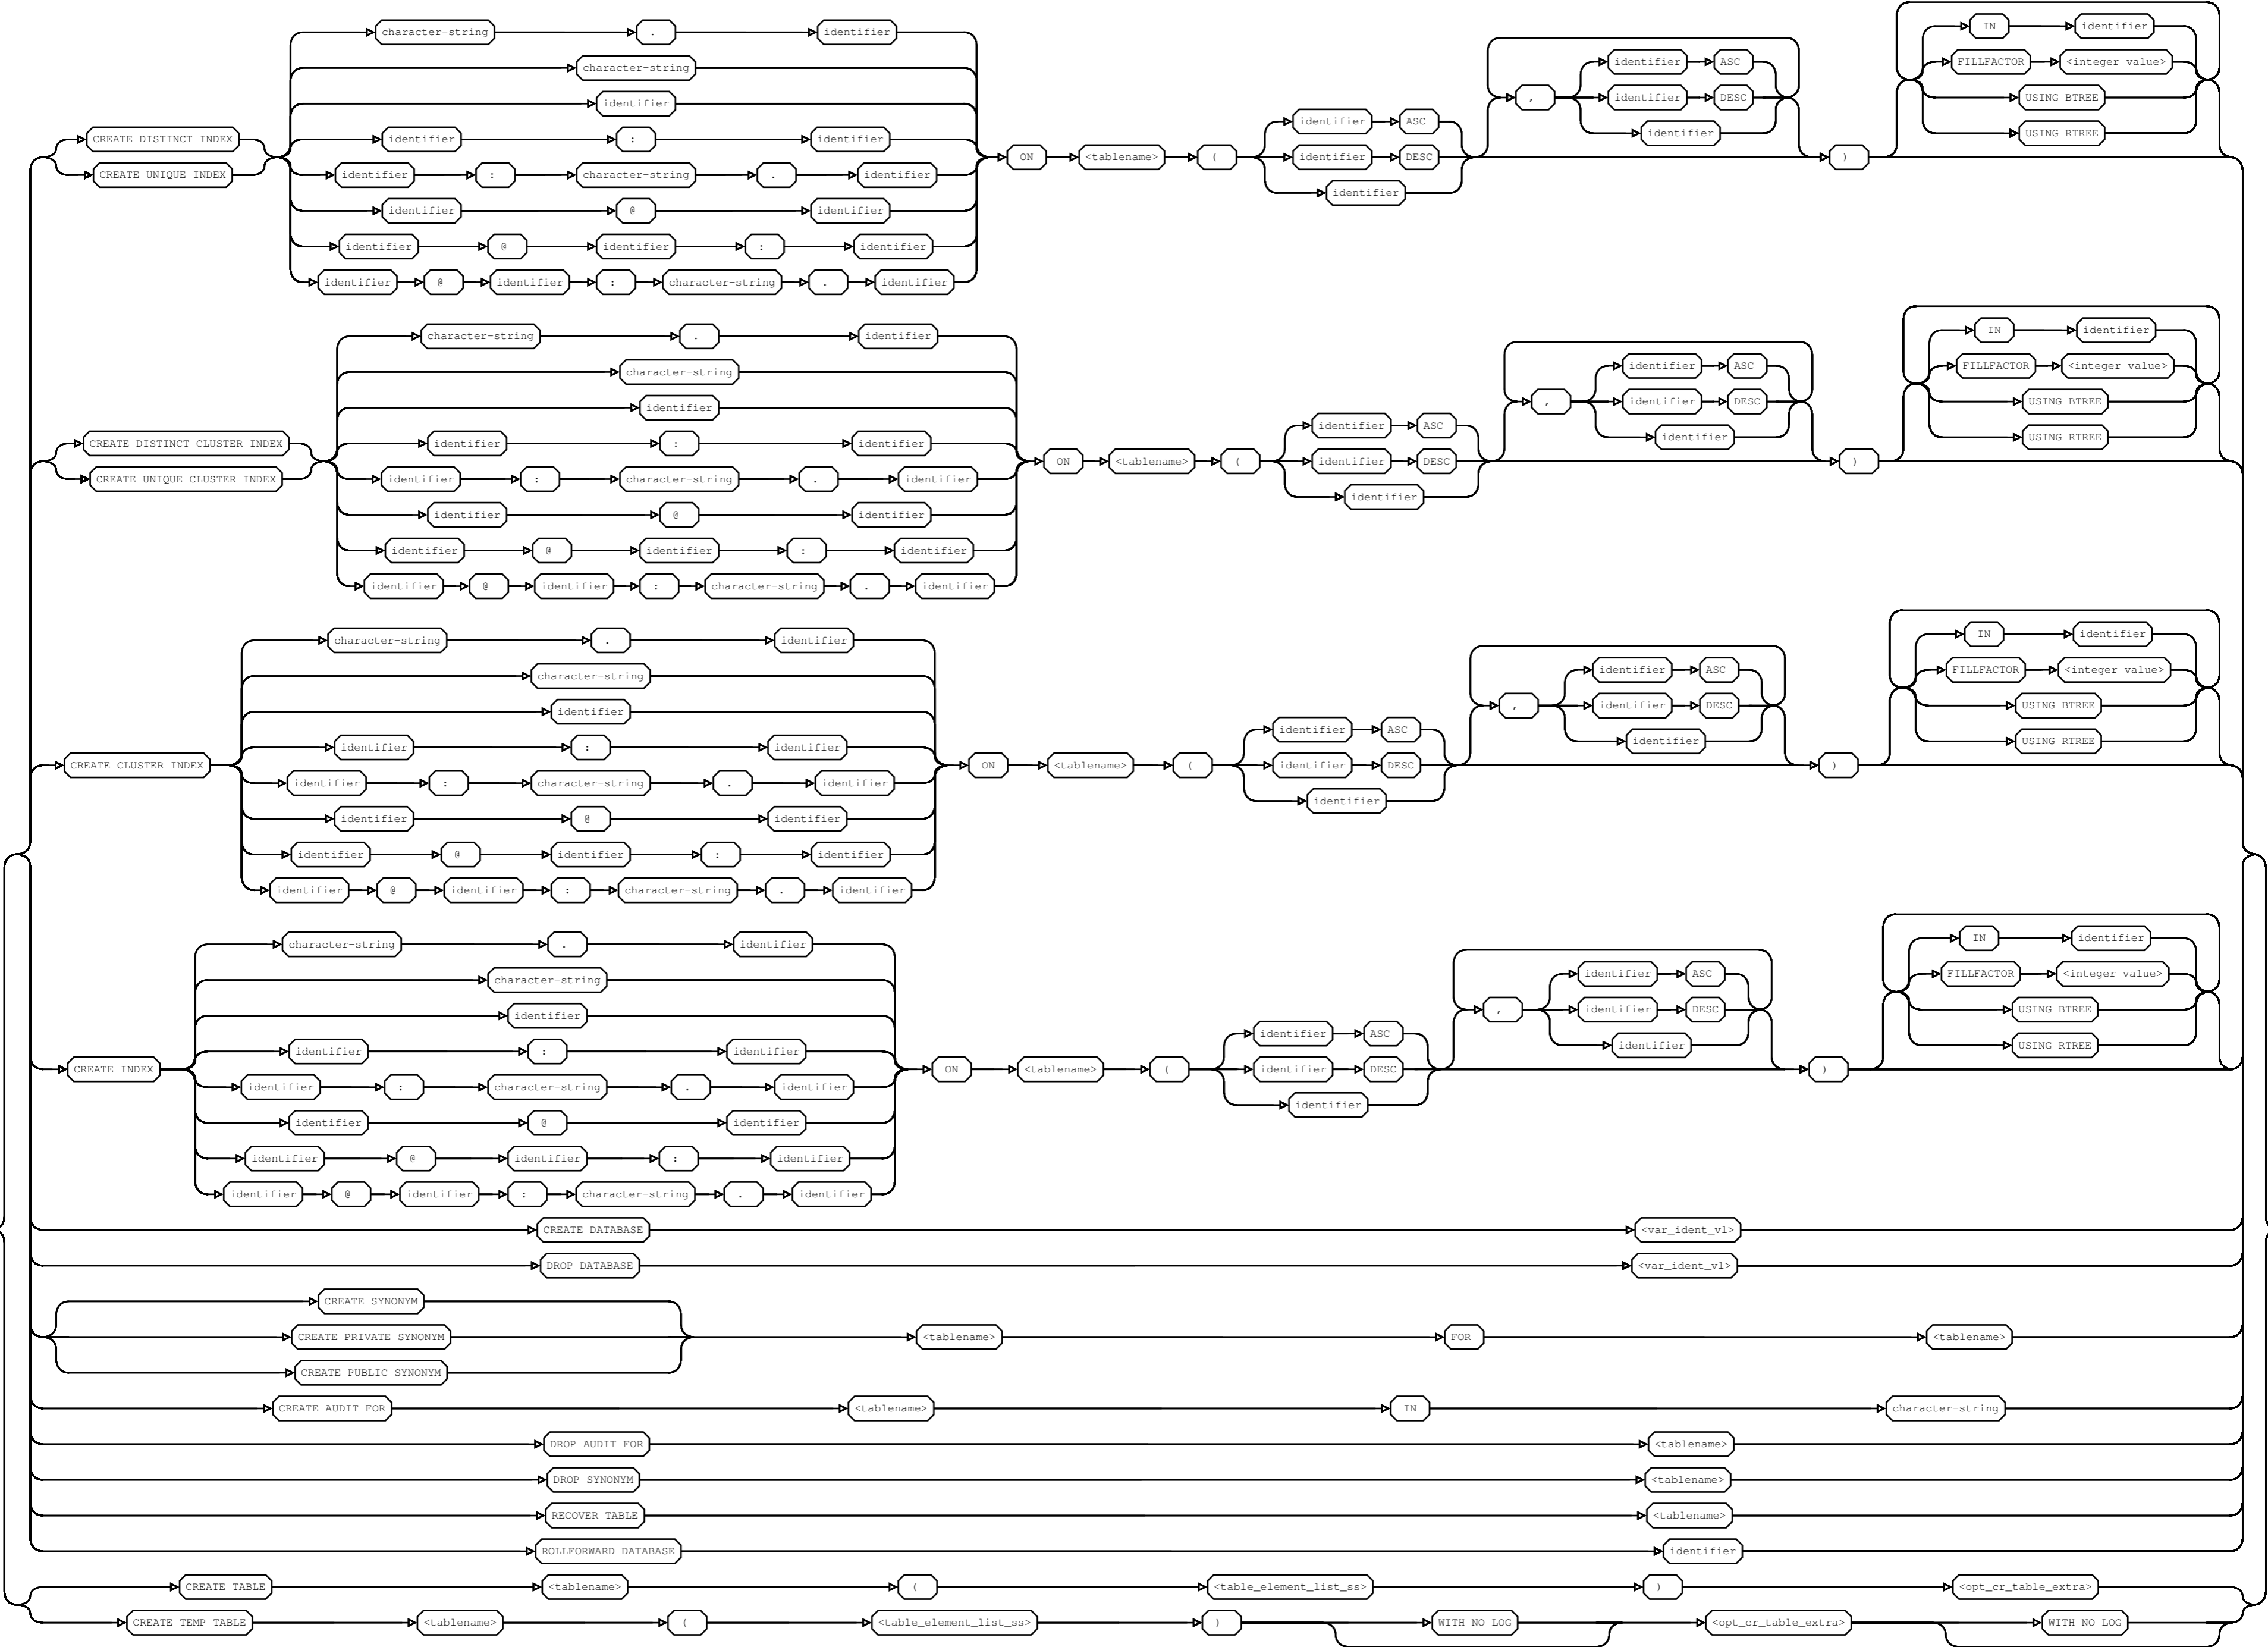 character-string . identifier
character-string
identifier
identifier : identifier
identifier : character-string . identifier
identifier @ identifier
identifier @ identifier : identifier
identifier @ identifier : character-string . identifier
CREATE DISTINCT INDEX
CREATE UNIQUE INDEX
ON <tablename> (
identifier ASC
identifier DESC
identifier
,
identifier ASC
identifier DESC
identifier
)
IN identifier
FILLFACTOR <integer value>
USING BTREE
USING RTREE
character-string . identifier
character-string
identifier
identifier : identifier
identifier : character-string . identifier
identifier @ identifier
identifier @ identifier : identifier
identifier @ identifier : character-string . identifier
CREATE DISTINCT CLUSTER INDEX
CREATE UNIQUE CLUSTER INDEX
ON <tablename> (
identifier ASC
identifier DESC
identifier
,
identifier ASC
identifier DESC
identifier
)
IN identifier
FILLFACTOR <integer value>
USING BTREE
USING RTREE
character-string . identifier
character-string
identifier
identifier : identifier
identifier : character-string . identifier
identifier @ identifier
identifier @ identifier : identifier
identifier @ identifier : character-string . identifier
CREATE CLUSTER INDEX
ON <tablename> (
identifier ASC
identifier DESC
identifier
,
identifier ASC
identifier DESC
identifier
)
IN identifier
FILLFACTOR <integer value>
USING BTREE
USING RTREE
character-string . identifier
character-string
identifier
identifier : identifier
identifier : character-string . identifier
identifier @ identifier
identifier @ identifier : identifier
identifier @ identifier : character-string . identifier
CREATE INDEX
ON <tablename> (
identifier ASC
identifier DESC
identifier
,
identifier ASC
identifier DESC
identifier
)
IN identifier
FILLFACTOR <integer value>
USING BTREE
USING RTREE
CREATE DATABASE <var_ident_vl>
DROP DATABASE <var_ident_vl>
CREATE SYNONYM
CREATE PRIVATE SYNONYM <tablename> FOR <tablename>
CREATE PUBLIC SYNONYM
CREATE AUDIT FOR <tablename> IN character-string
DROP AUDIT FOR <tablename>
DROP SYNONYM <tablename>
RECOVER TABLE <tablename>
ROLLFORWARD DATABASE identifier
CREATE TABLE <tablename> ( <table_element_list_ss> ) <opt_cr_table_extra>
CREATE TEMP TABLE <tablename> ( <table_element_list_ss> ) WITH NO LOG <opt_cr_table_extra> WITH NO LOG